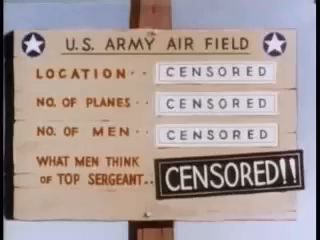 U.S. ARMY AIR FIELD
LOCATION·· CENSORED
NO. OF PLANES·· CENSORED
NO. OF MEN·· CENSORED
WHAT MEN THINK
OF TOP SERGEANT.. CENSORED!!